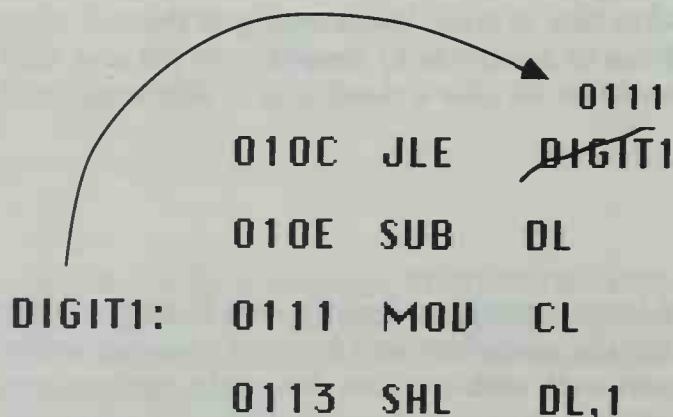 0111
010C JLE DIGIT1
010E SUB DL
DIGIT1: 0111 MOV CL
0113 SHL DL,1